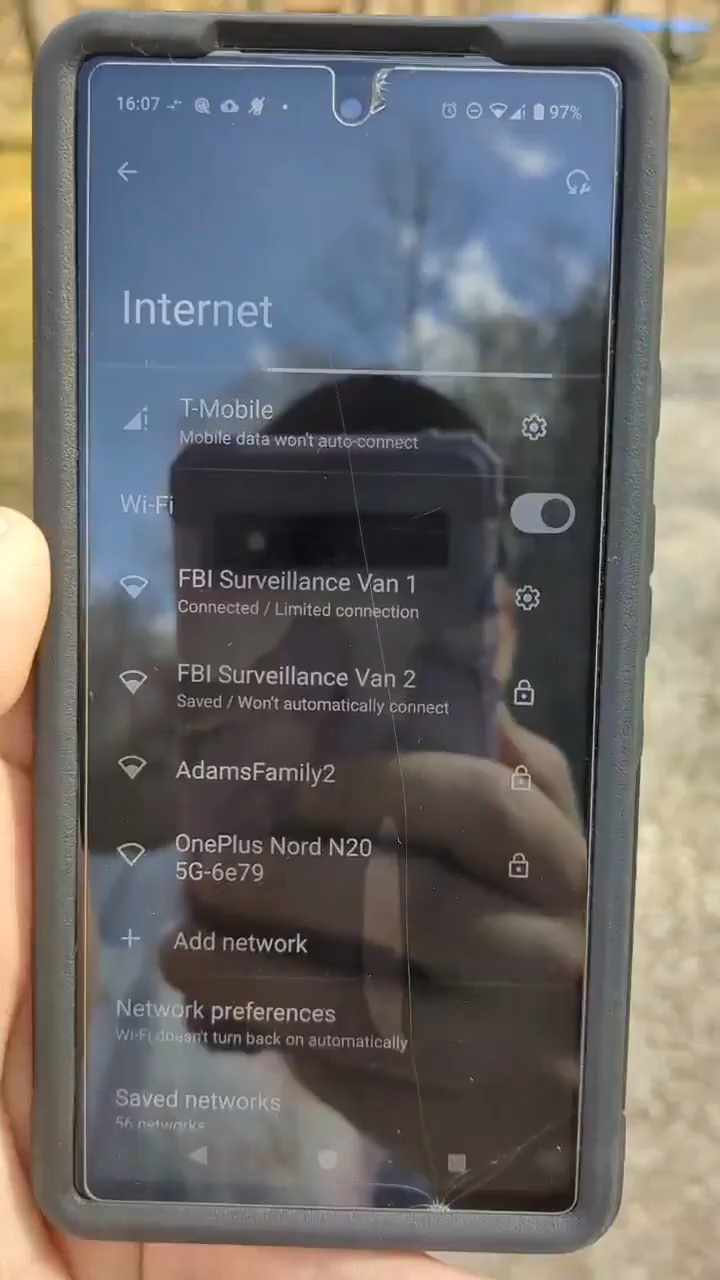 16:07
97%
Internet
T-Mobile
Mobile data won't auto-connect
Wi-Fi
FBI Surveillance Van 1
Connected / Limited connection
FBI Surveillance Van 2
Saved / Won't automatically connect
AdamsFamily2
OnePlus Nord N20
5G-6e79
Add network
Network preferences
Wi-Fi doesn't turn back on automatically
Saved networks
56 networks